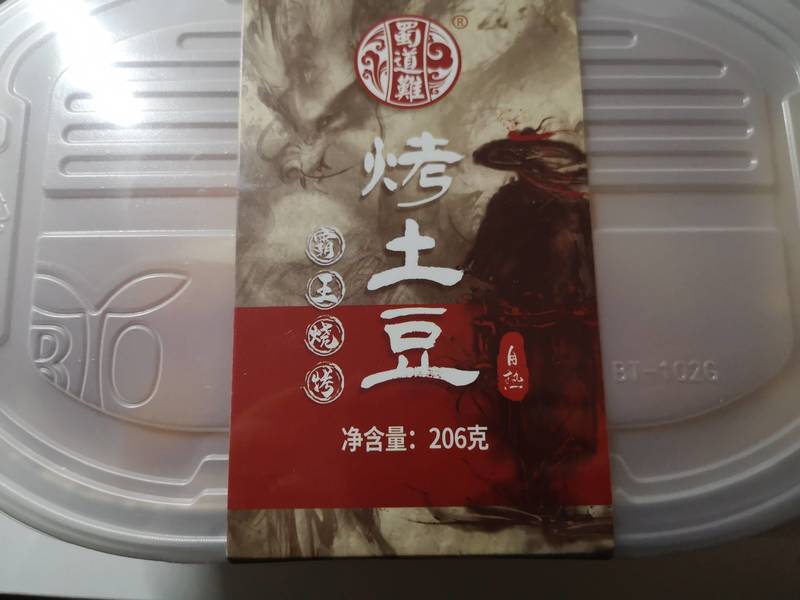 蜀道難®
烤土豆
霸王烧烤
自热
净含量：206克
BT-102G